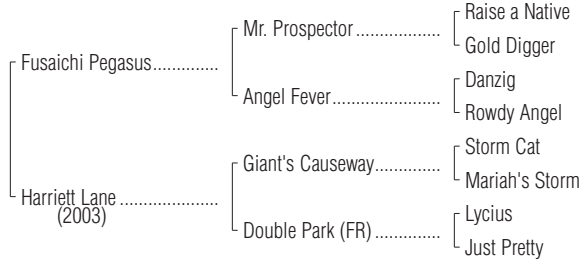 Raise a Native
Mr. Prospector..................
Gold Digger
Fusaichi Pegasus..............
Danzig
Angel Fever.......................
Rowdy Angel
Storm Cat
Giant's Causeway..............
Mariah's Storm
Harriett Lane .....................
(2003)
Lycius
Double Park (FR) ..............
Just Pretty